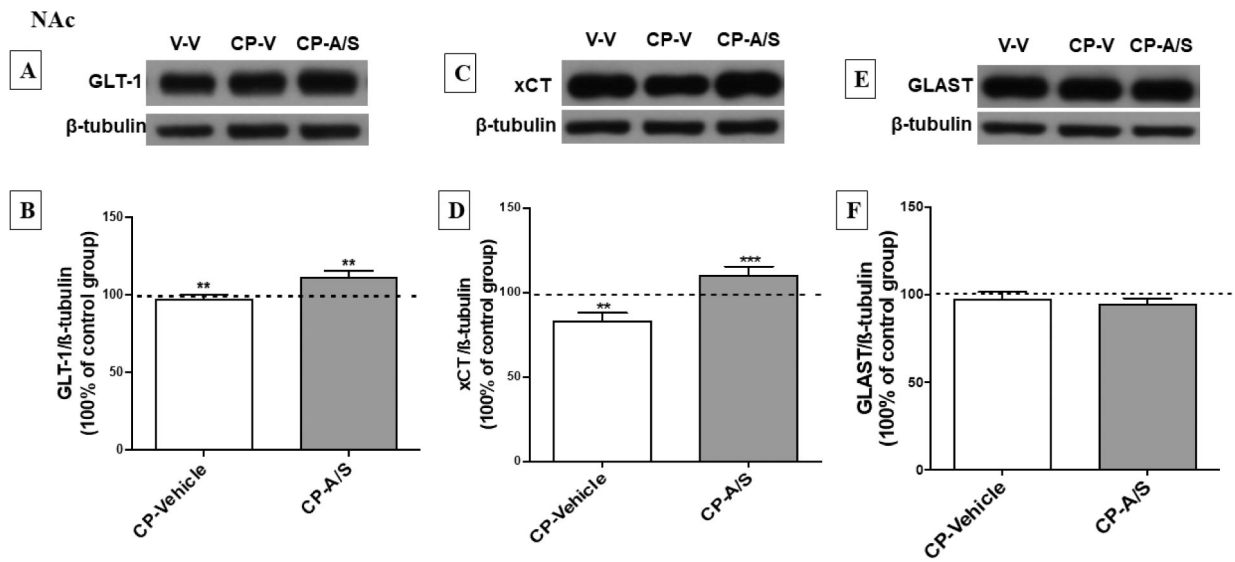 NAc
A
V-V CP-V CP-A/S
GLT-1
β-tubulin
C
V-V CP-V CP-A/S
xCT
β-tubulin
E
V-V CP-V CP-A/S
GLAST
β-tubulin
B
GLT-1/ß-tubulin
(100% of control group)
150
100
50
0
**
**
CP-Vehicle
CP-A/S
D
xCT/ß-tubulin
(100% of control group)
150
100
50
0
**
***
CP-Vehicle
CP-A/S
F
GLAST/ß-tubulin
(100% of control group)
150
100
50
0
CP-Vehicle
CP-A/S